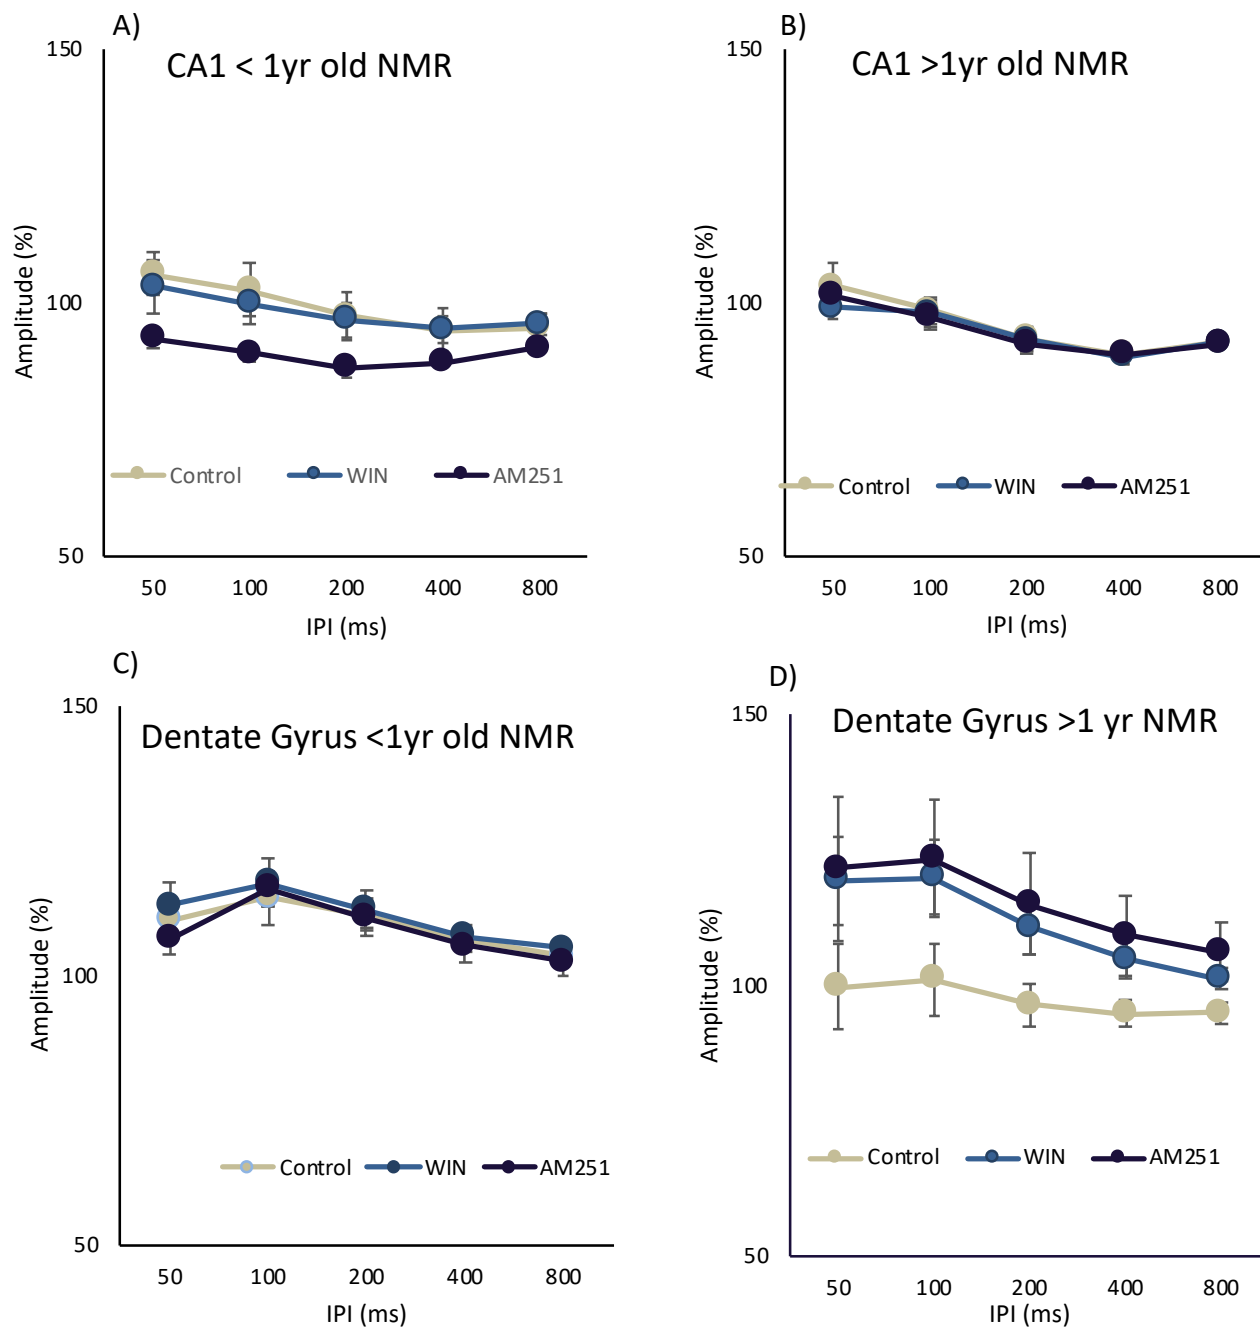 A)
CA1 < 1yr old NMR
150
100
50
Amplitude (%)
Control WIN AM251
50 100 200 400 800
IPI (ms)
B)
CA1 >1yr old NMR
150
100
50
Amplitude (%)
Control WIN AM251
50 100 200 400 800
IPI (ms)
C)
Dentate Gyrus <1yr old NMR
150
100
50
Amplitude (%)
Control WIN AM251
50 100 200 400 800
IPI (ms)
D)
Dentate Gyrus >1 yr NMR
150
100
50
Amplitude (%)
Control WIN AM251
50 100 200 400 800
IPI (ms)